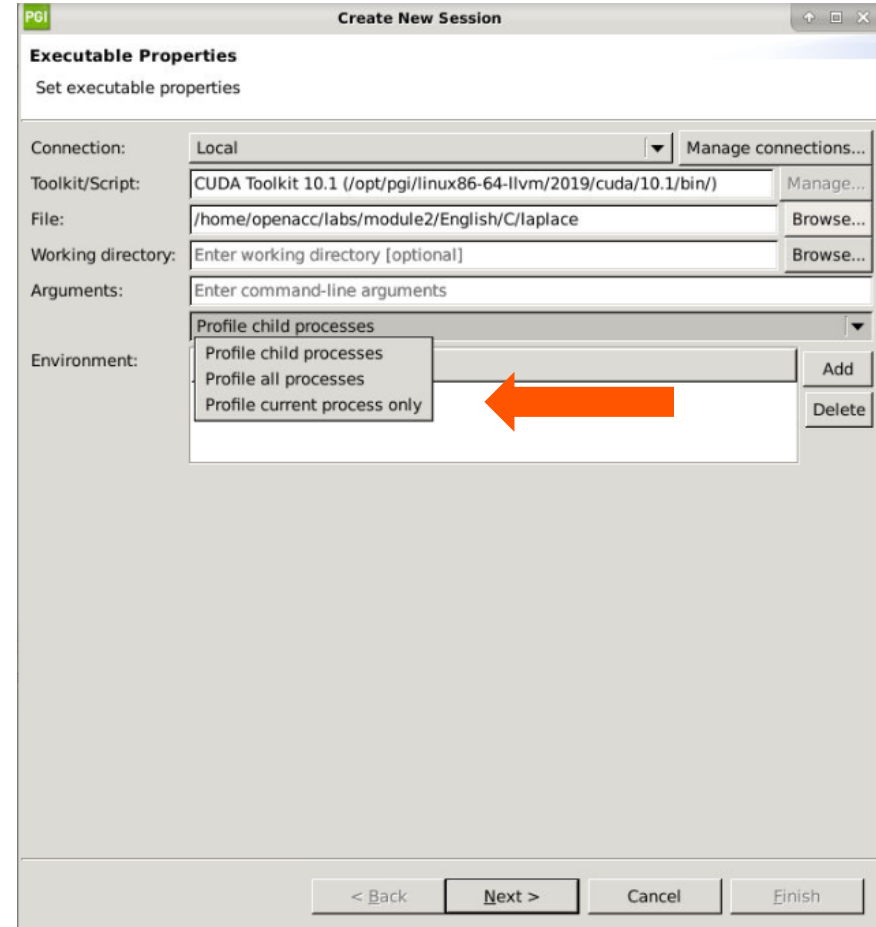 PGI Create New Session
Executable Properties
Set executable properties
Connection: Local Manage connections...
Toolkit/Script: CUDA Toolkit 10.1 (/opt/pgi/linux86-64-llvm/2019/cuda/10.1/bin/) Manage...
File: /home/openacc/labs/module2/English/C/laplace Browse...
Working directory: Enter working directory [optional] Browse...
Arguments: Enter command-line arguments
Profile child processes
Environment: Profile child processes Add
Profile all processes
Profile current process only Delete
< Back Next > Cancel Finish